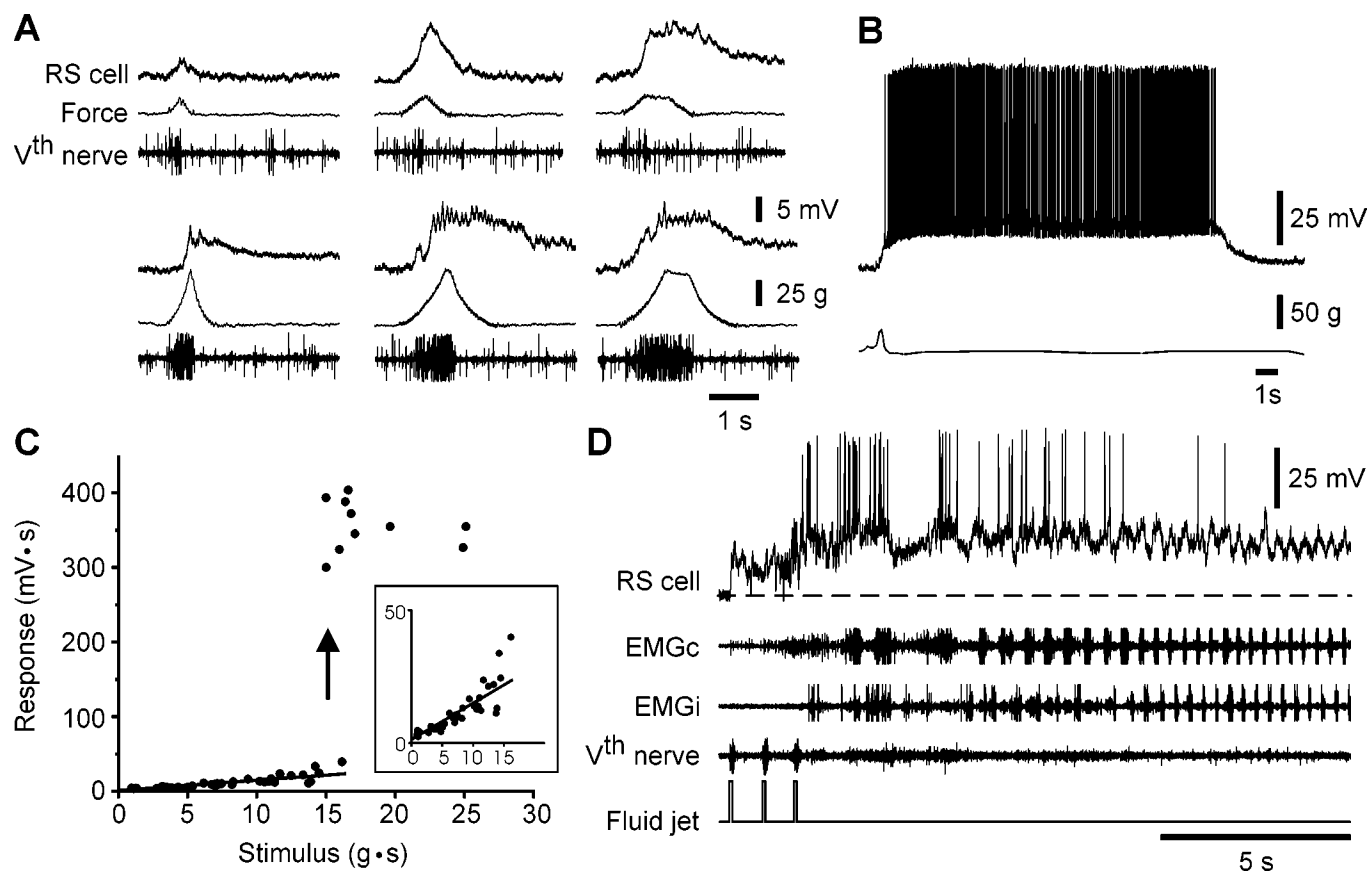 A
RS cell
Force
Vth nerve
5 mV
25 g
1 s
B
25 mV
50 g
1s
C
Response (mV•s)
400
300
200
100
0
0 5 10 15 20 25 30
Stimulus (g•s)
50
0
0 5 10 15
D
25 mV
RS cell
EMGc
EMGi
Vth nerve
Fluid jet
5 s